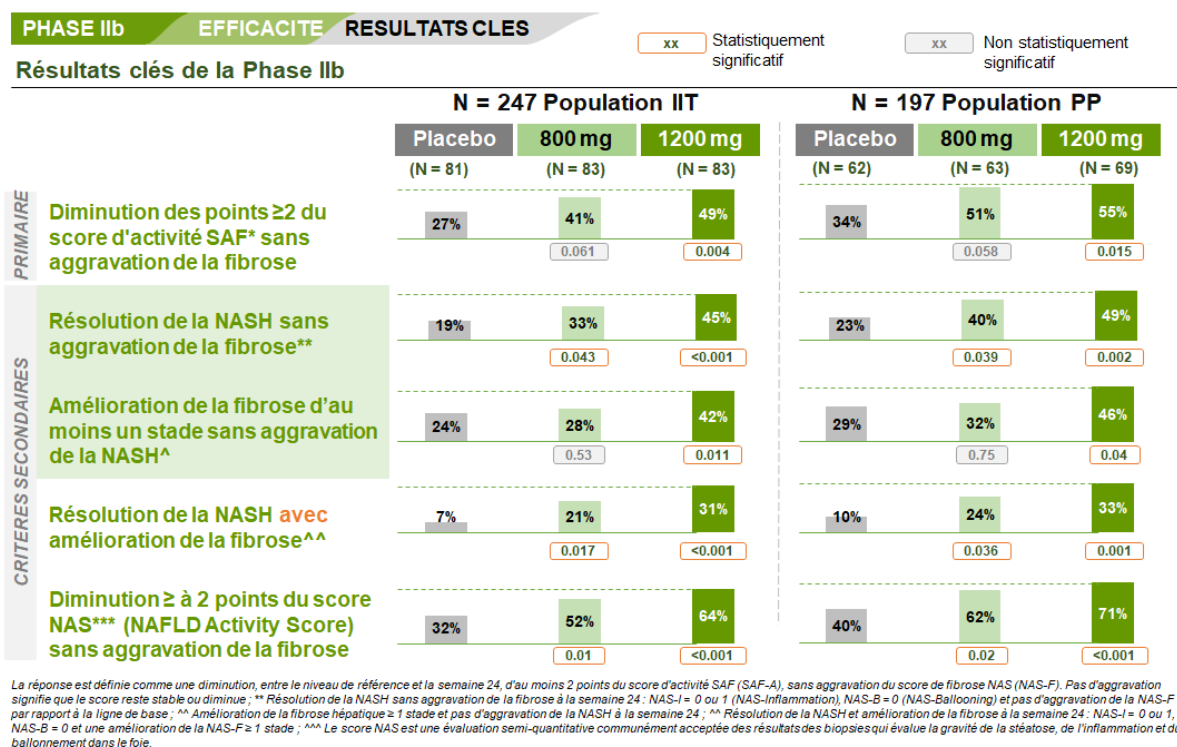 PHASE IIb EFFICACITE RESULTATS CLES
xx Statistiquement significatif
xx Non statistiquement significatif
Résultats clés de la Phase IIb
N = 247 Population IIT N = 197 Population PP
Placebo 800 mg 1200 mg Placebo 800 mg 1200 mg
(N = 81) (N = 83) (N = 83) (N = 62) (N = 63) (N = 69)
PRIMAIRE
Diminution des points ≥2 du
score d'activité SAF* sans
aggravation de la fibrose
27% 41% 49% 34% 51% 55%
0.061 0.004 0.058 0.015
CRITERES SECONDAIRES
Résolution de la NASH sans
aggravation de la fibrose**
19% 33% 45% 23% 40% 49%
0.043 <0.001 0.039 0.002
Amélioration de la fibrose d’au
moins un stade sans aggravation
de la NASH^
24% 28% 42% 29% 32% 46%
0.53 0.011 0.75 0.04
Résolution de la NASH avec
amélioration de la fibrose^^
7% 21% 31% 10% 24% 33%
0.017 <0.001 0.036 0.001
Diminution ≥ à 2 points du score
NAS*** (NAFLD Activity Score)
sans aggravation de la fibrose
32% 52% 64% 40% 62% 71%
0.01 <0.001 0.02 <0.001
La réponse est définie comme une diminution, entre le niveau de référence et la semaine 24, d'au moins 2 points du score d'activité SAF (SAF-A), sans aggravation du score de fibrose NAS (NAS-F). Pas d'aggravation
signifie que le score reste stable ou diminue ; ** Résolution de la NASH sans aggravation de la fibrose à la semaine 24 : NAS-I = 0 ou 1 (NAS-Inflammation), NAS-B = 0 (NAS-Ballooning) et pas d'aggravation de la NAS-F
par rapport à la ligne de base ; ^^ Amélioration de la fibrose hépatique ≥ 1 stade et pas d'aggravation de la NASH à la semaine 24 ; ^^ Résolution de la NASH et amélioration de la fibrose à la semaine 24 : NAS-I = 0 ou 1,
NAS-B = 0 et une amélioration de la NAS-F ≥ 1 stade ; ^^^ Le score NAS est une évaluation semi-quantitative communément acceptée des résultats des biopsies qui évalue la gravité de la stéatose, de l'inflammation et du
ballonnement dans le foie.